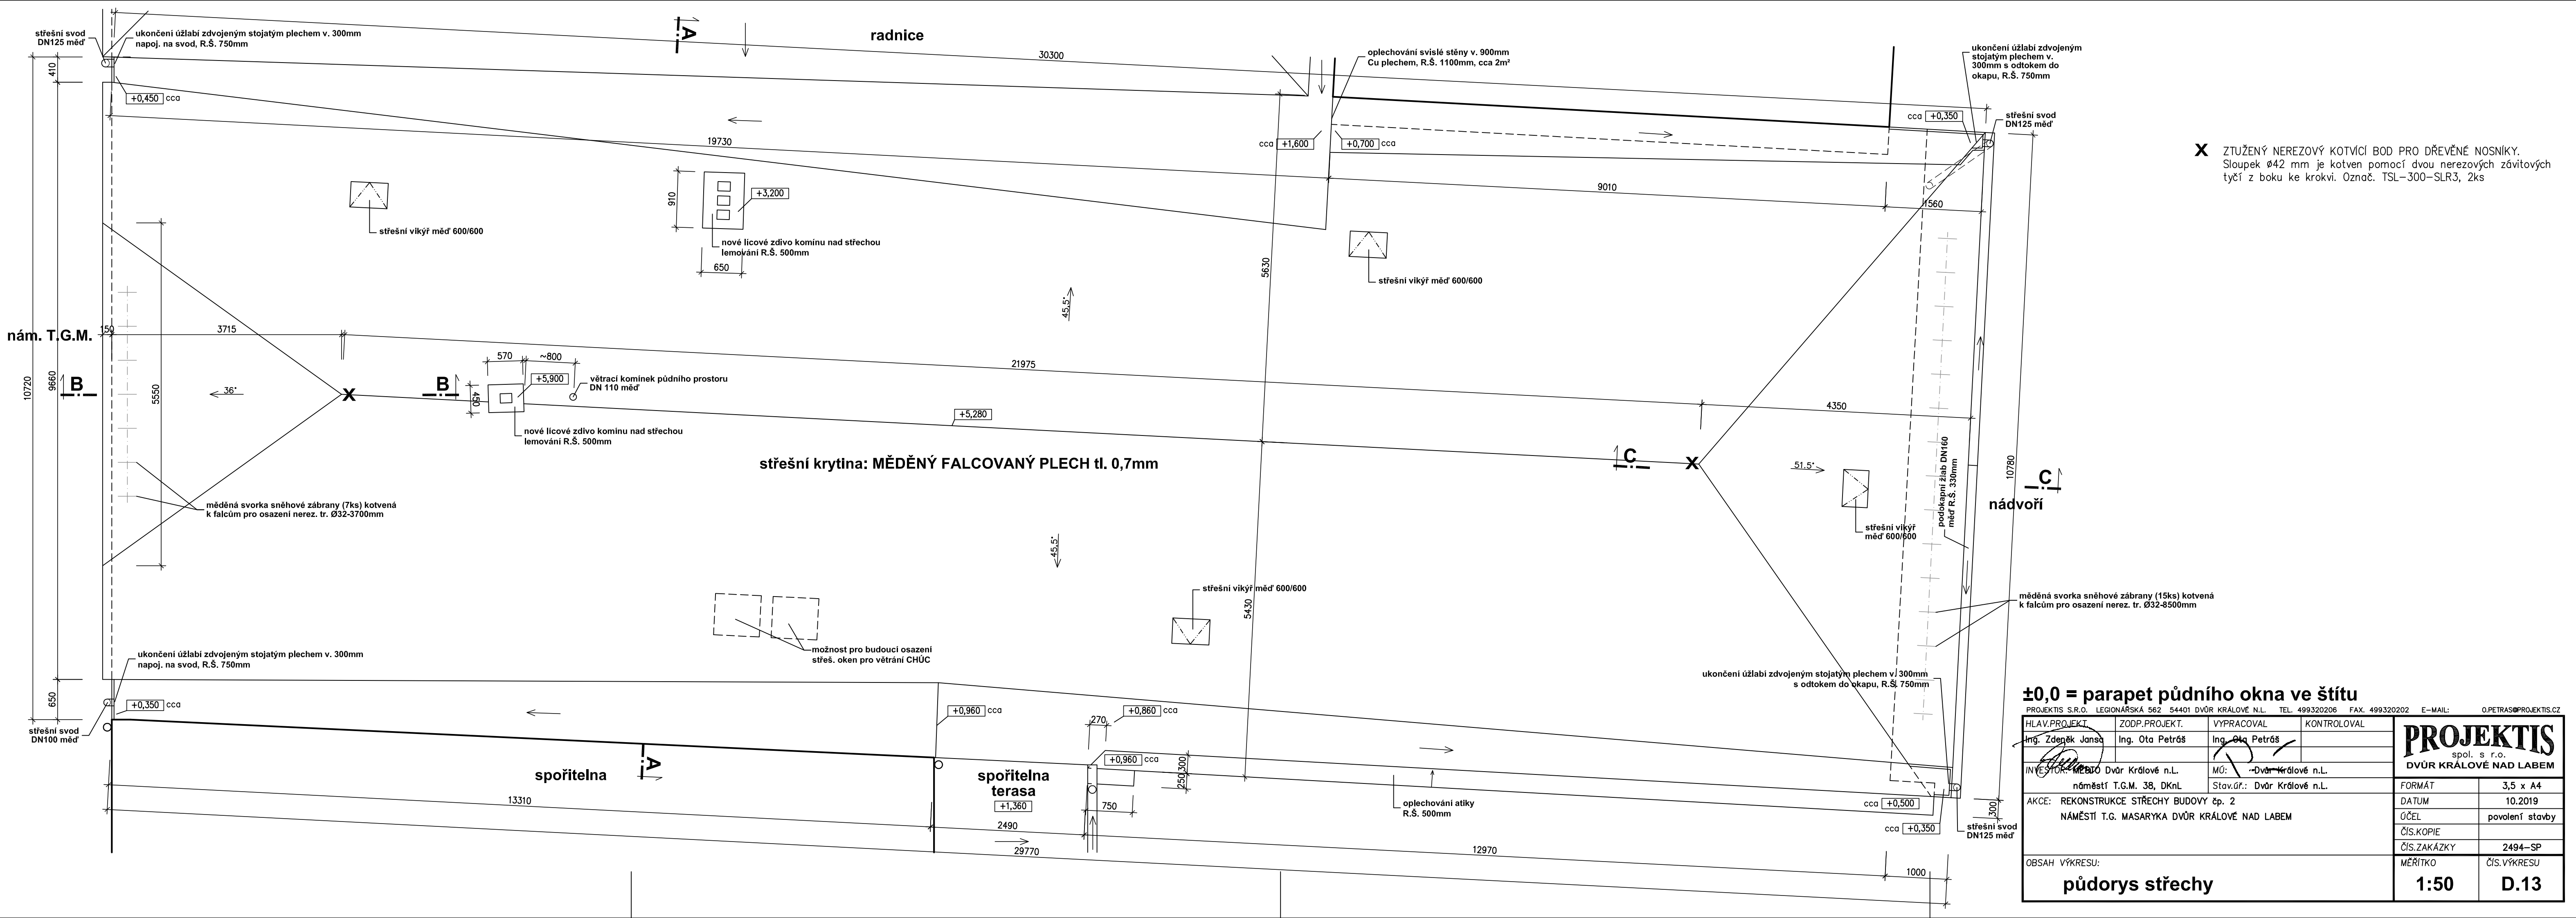 radnice
A
30300
střešní svod
DN125 měď
ukončení úžlabí zdvojeným stojatým plechem v. 300mm
napoj. na svod, R.Š. 750mm
410
+0,450 cca
oplechování svislé stěny v. 900mm
Cu plechem, R.Š. 1100mm, cca 2m²
ukončení úžlabí zdvojeným
stojatým plechem v.
300mm s odtokem do
okapu, R.Š. 750mm
cca +0,350
střešní svod
DN125 měď
19730
cca +1,600
+0,700 cca
9010
1560
X ZTUŽENÝ NEREZOVÝ KOTVÍCÍ BOD PRO DŘEVĚNÉ NOSNÍKY.
Sloupek Ø42 mm je kotven pomocí dvou nerezových závitových
tyčí z boku ke krokvi. Označ. TSL-300-SLR3, 2ks
910
+3,200
střešní vikýř měď 600/600
nové lícové zdivo komínu nad střechou
lemování R.Š. 500mm
650
5630
střešní vikýř měď 600/600
45,5°
nám. T.G.M.
150
3715
21975
10720
9660
5550
B
36°
X
B
570
~800
+5,900
450
větrací komínek půdního prostoru
DN 110 měď
nové lícové zdivo komínu nad střechou
lemování R.Š. 500mm
+5,280
4350
střešní krytina: MĚDĚNÝ FALCOVANÝ PLECH tl. 0,7mm
C
X
51.5°
podokapní žlab DN160
měď R.Š. 330mm
10780
C
nádvoří
střešní vikýř
měď 600/600
měděná svorka sněhové zábrany (7ks) kotvená
k falcům pro osazení nerez. tr. Ø32-3700mm
45,5°
střešní vikýř měď 600/600
5430
měděná svorka sněhové zábrany (15ks) kotvená
k falcům pro osazení nerez. tr. Ø32-8500mm
možnost pro budoucí osazení
střeš. oken pro větrání CHÚC
ukončení úžlabí zdvojeným stojatým plechem v. 300mm
napoj. na svod, R.Š. 750mm
ukončení úžlabí zdvojeným stojatým plechem v. 300mm
s odtokem do okapu, R.Š. 750mm
650
+0,350 cca
střešní svod
DN100 měď
+0,960 cca
270
+0,860 cca
+0,960 cca
300
250
A
spořitelna
spořitelna
terasa
+1,360
750
oplechování atiky
R.Š. 500mm
cca +0,500
cca +0,350
300
střešní svod
DN125 měď
13310
2490
12970
1000
29770
±0,0 = parapet půdního okna ve štítu
PROJEKTIS S.R.O. LEGIONÁŘSKÁ 562 54401 DVŮR KRÁLOVÉ N.L. TEL. 499320206 FAX. 499320202 E-MAIL: O.PETRAS@PROJEKTIS.CZ
HLAV.PROJEKT. ZODP.PROJEKT. VYPRACOVAL KONTROLOVAL
Ing. Zdeněk Jansa Ing. Ota Petráš Ing. Ota Petráš
PROJEKTIS
spol. s r.o.
DVŮR KRÁLOVÉ NAD LABEM
INVESTOR: MĚSTO Dvůr Králové n.L.
náměstí T.G.M. 38, DKnL
MÚ: Dvůr Králové n.L.
Stav.úř.: Dvůr Králové n.L.
AKCE: REKONSTRUKCE STŘECHY BUDOVY čp. 2
NÁMĚSTÍ T.G. MASARYKA DVŮR KRÁLOVÉ NAD LABEM
FORMÁT 3,5 x A4
DATUM 10.2019
ÚČEL povolení stavby
ČÍS.KOPIE
ČÍS.ZAKÁZKY 2494-SP
OBSAH VÝKRESU:
půdorys střechy
MĚŘÍTKO
1:50
ČÍS.VÝKRESU
D.13